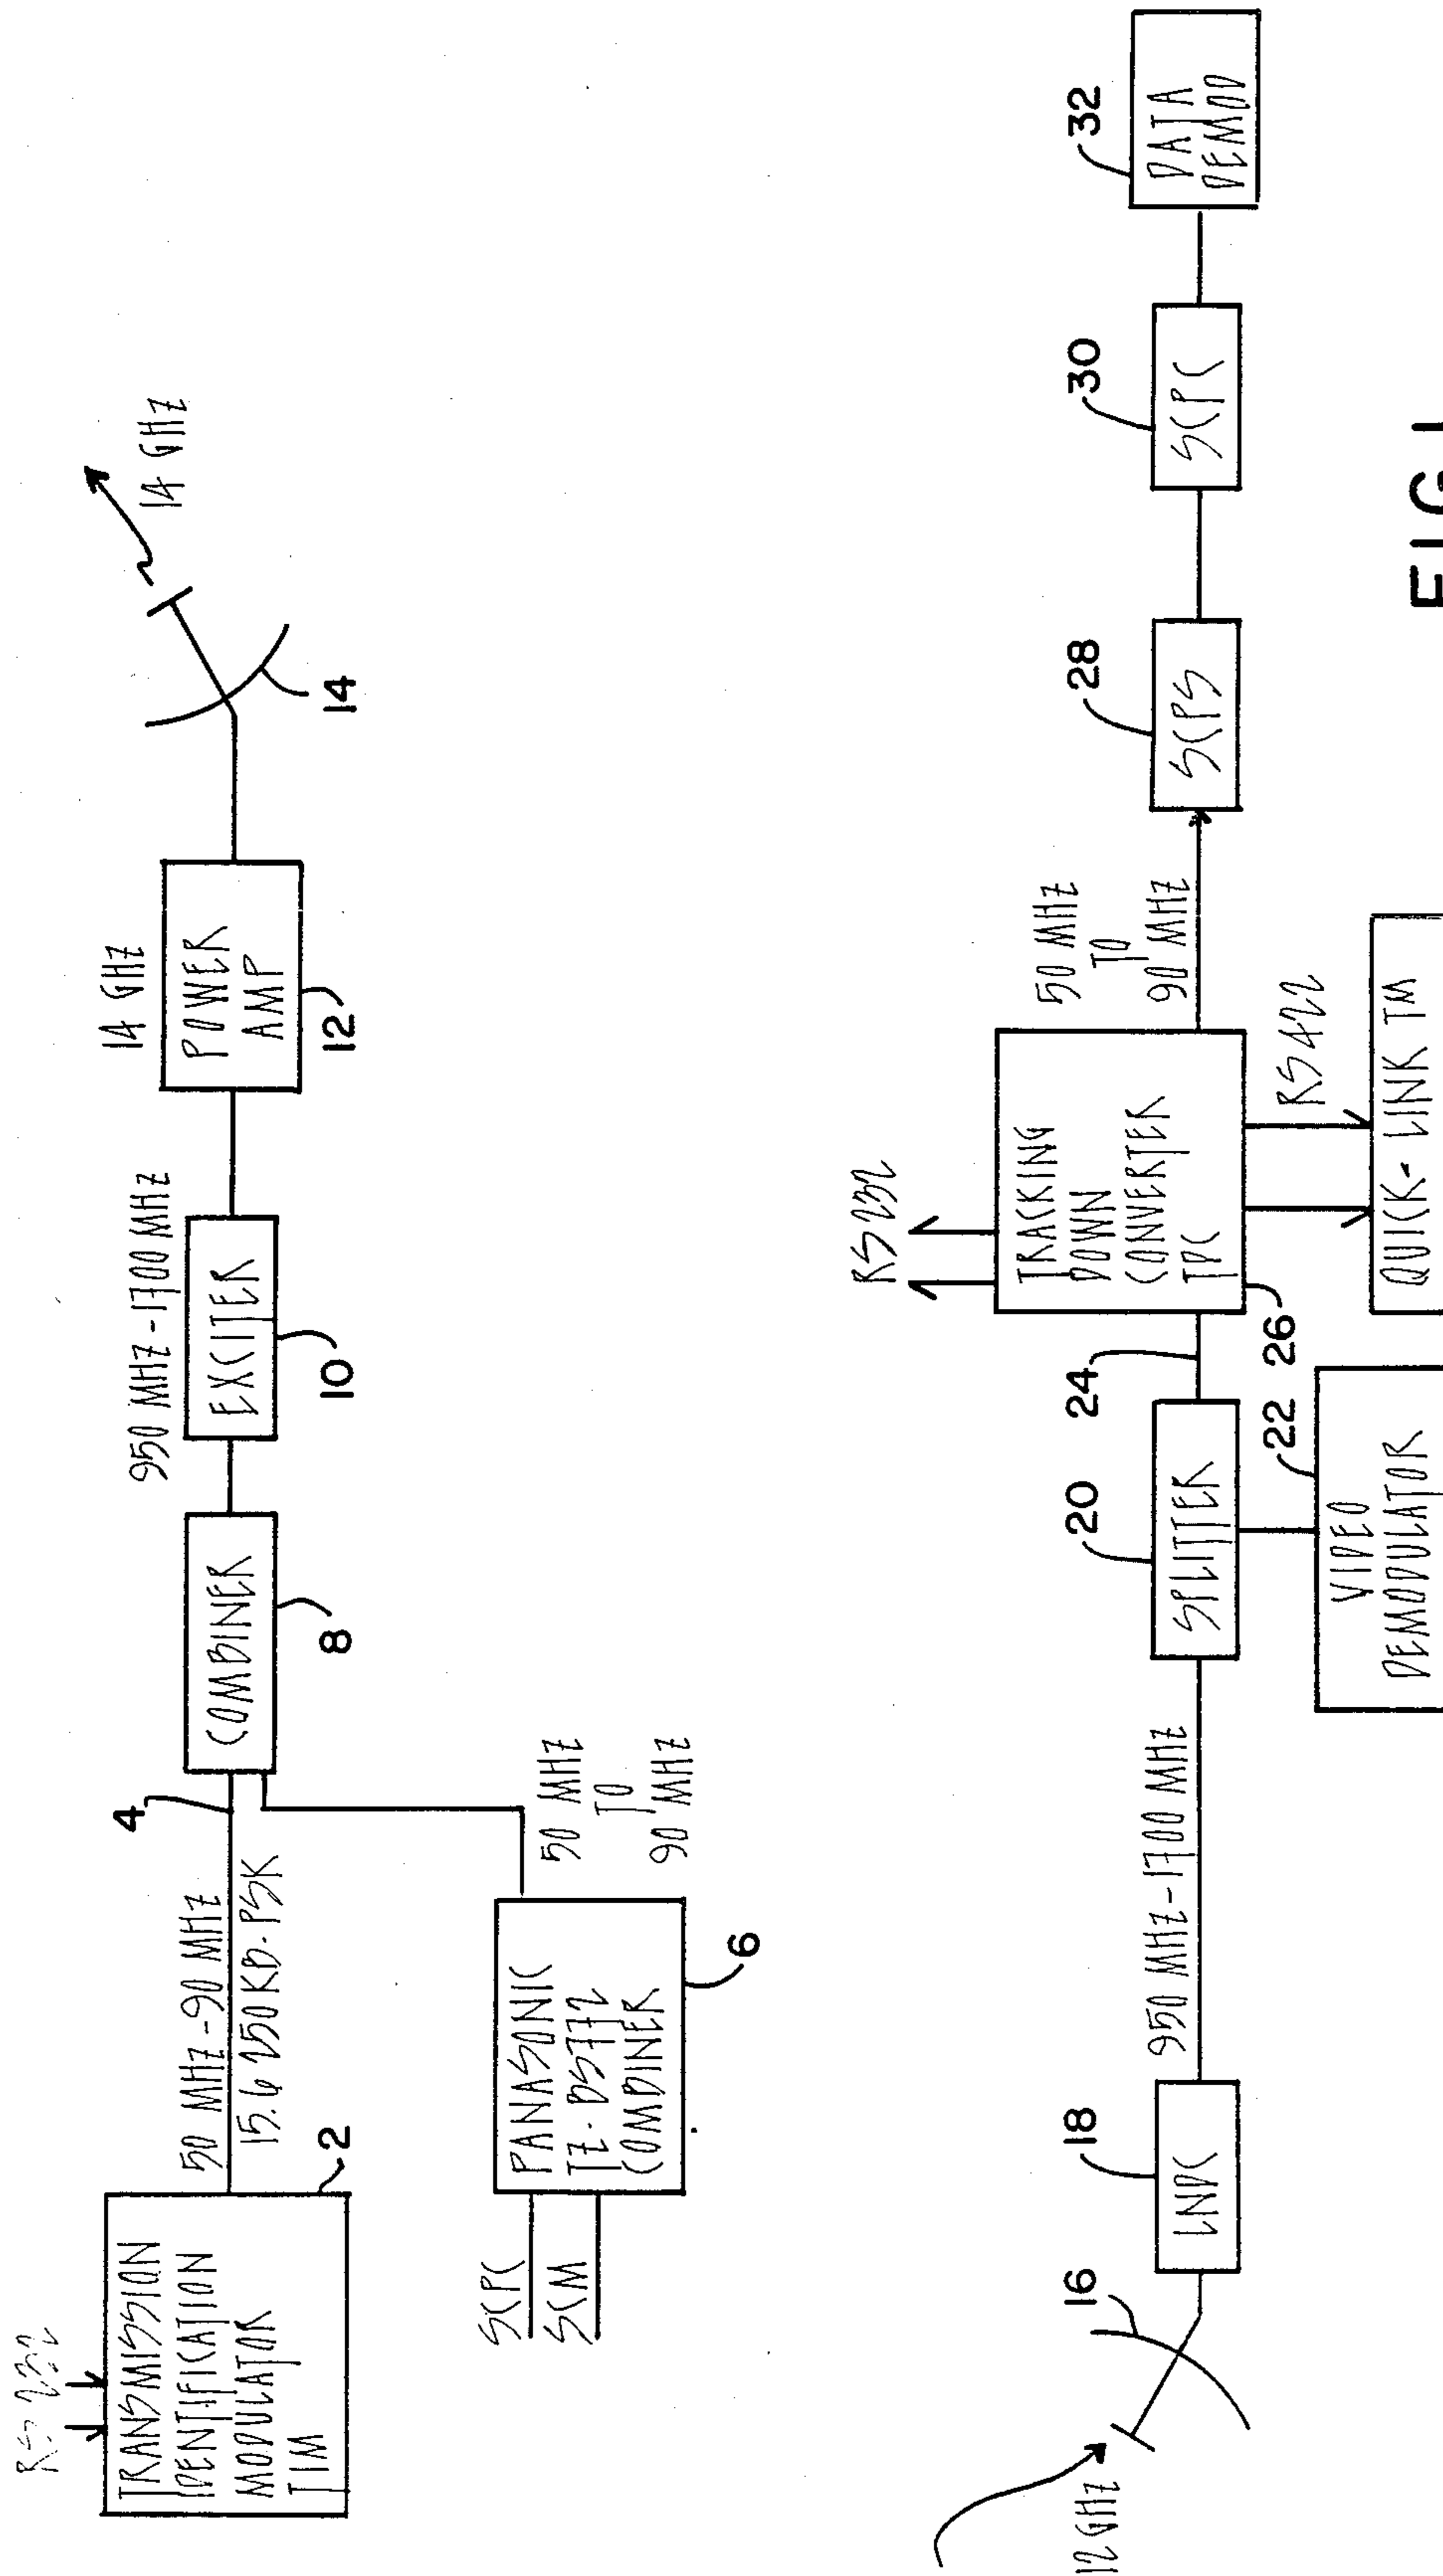 RS 232
TRANSMISSION
IDENTIFICATION
MODULATOR
TIM
2
50 MHZ-90 MHZ
15.6 250 KB-PSK
4
COMBINER
8
950 MHZ-1700 MHZ
EXCITER
10
14 GHZ
POWER
AMP
12
14
14 GHZ
SCPC
SCM
PANASONIC
COMBINER
6
50 MHZ
TO
90 MHZ
12 GHZ
16
18
950 MHZ-1700 MHZ
20
SPLITTER
22
VIDEO
DEMODULATOR
24
RS232
TRACKING
DOWN
CONVERTER
26
RS422
QUICK-LINK TM
50 MHZ
TO
90 MHZ
28
SCPS
30
SCPC
32
DATA
DEMOD
FIG. 1